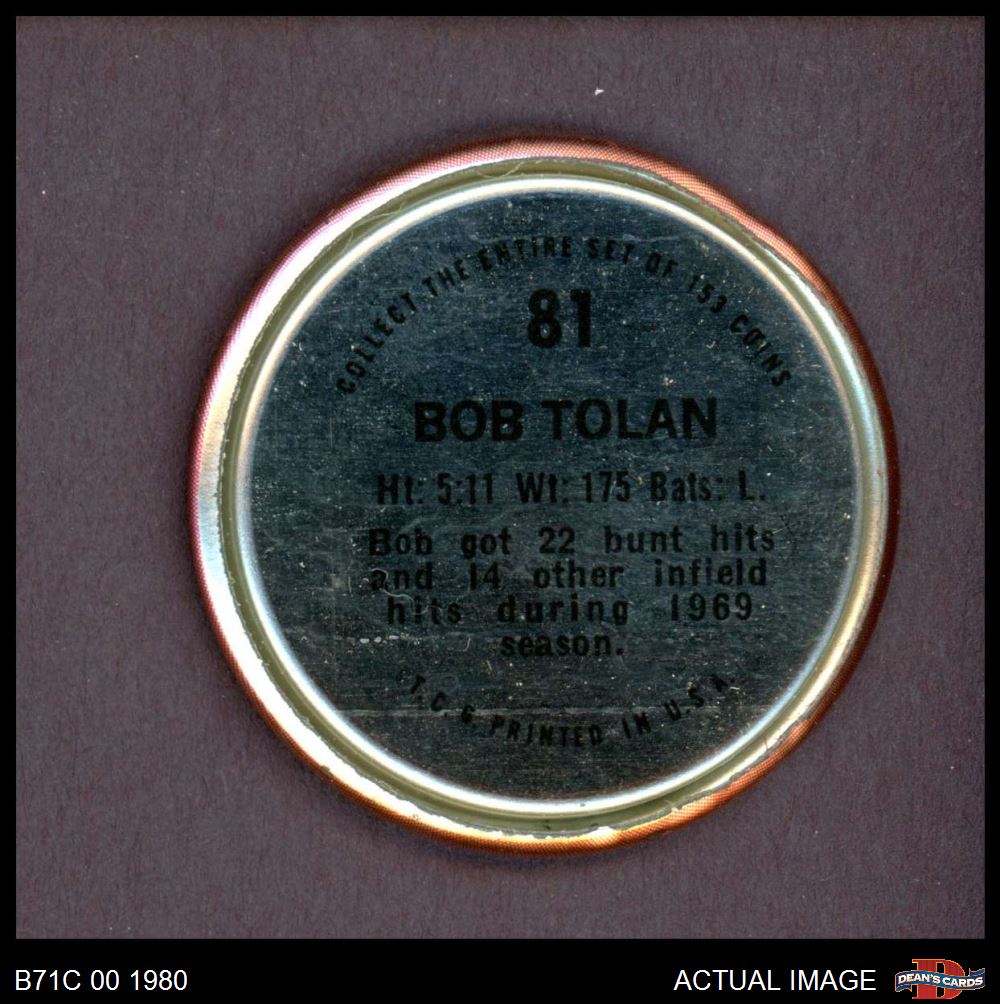 COLLECT THE ENTIRE SET OF 153 COINS
81
BOB TOLAN
Ht: 5:11 Wt: 175 Bats: L.
Bob got 22 bunt hits
and 14 other infield
hits during 1969
season.
T.C.G. PRINTED IN U.S.A.
B71C 00 1980
ACTUAL IMAGE
DEAN'S CARDS